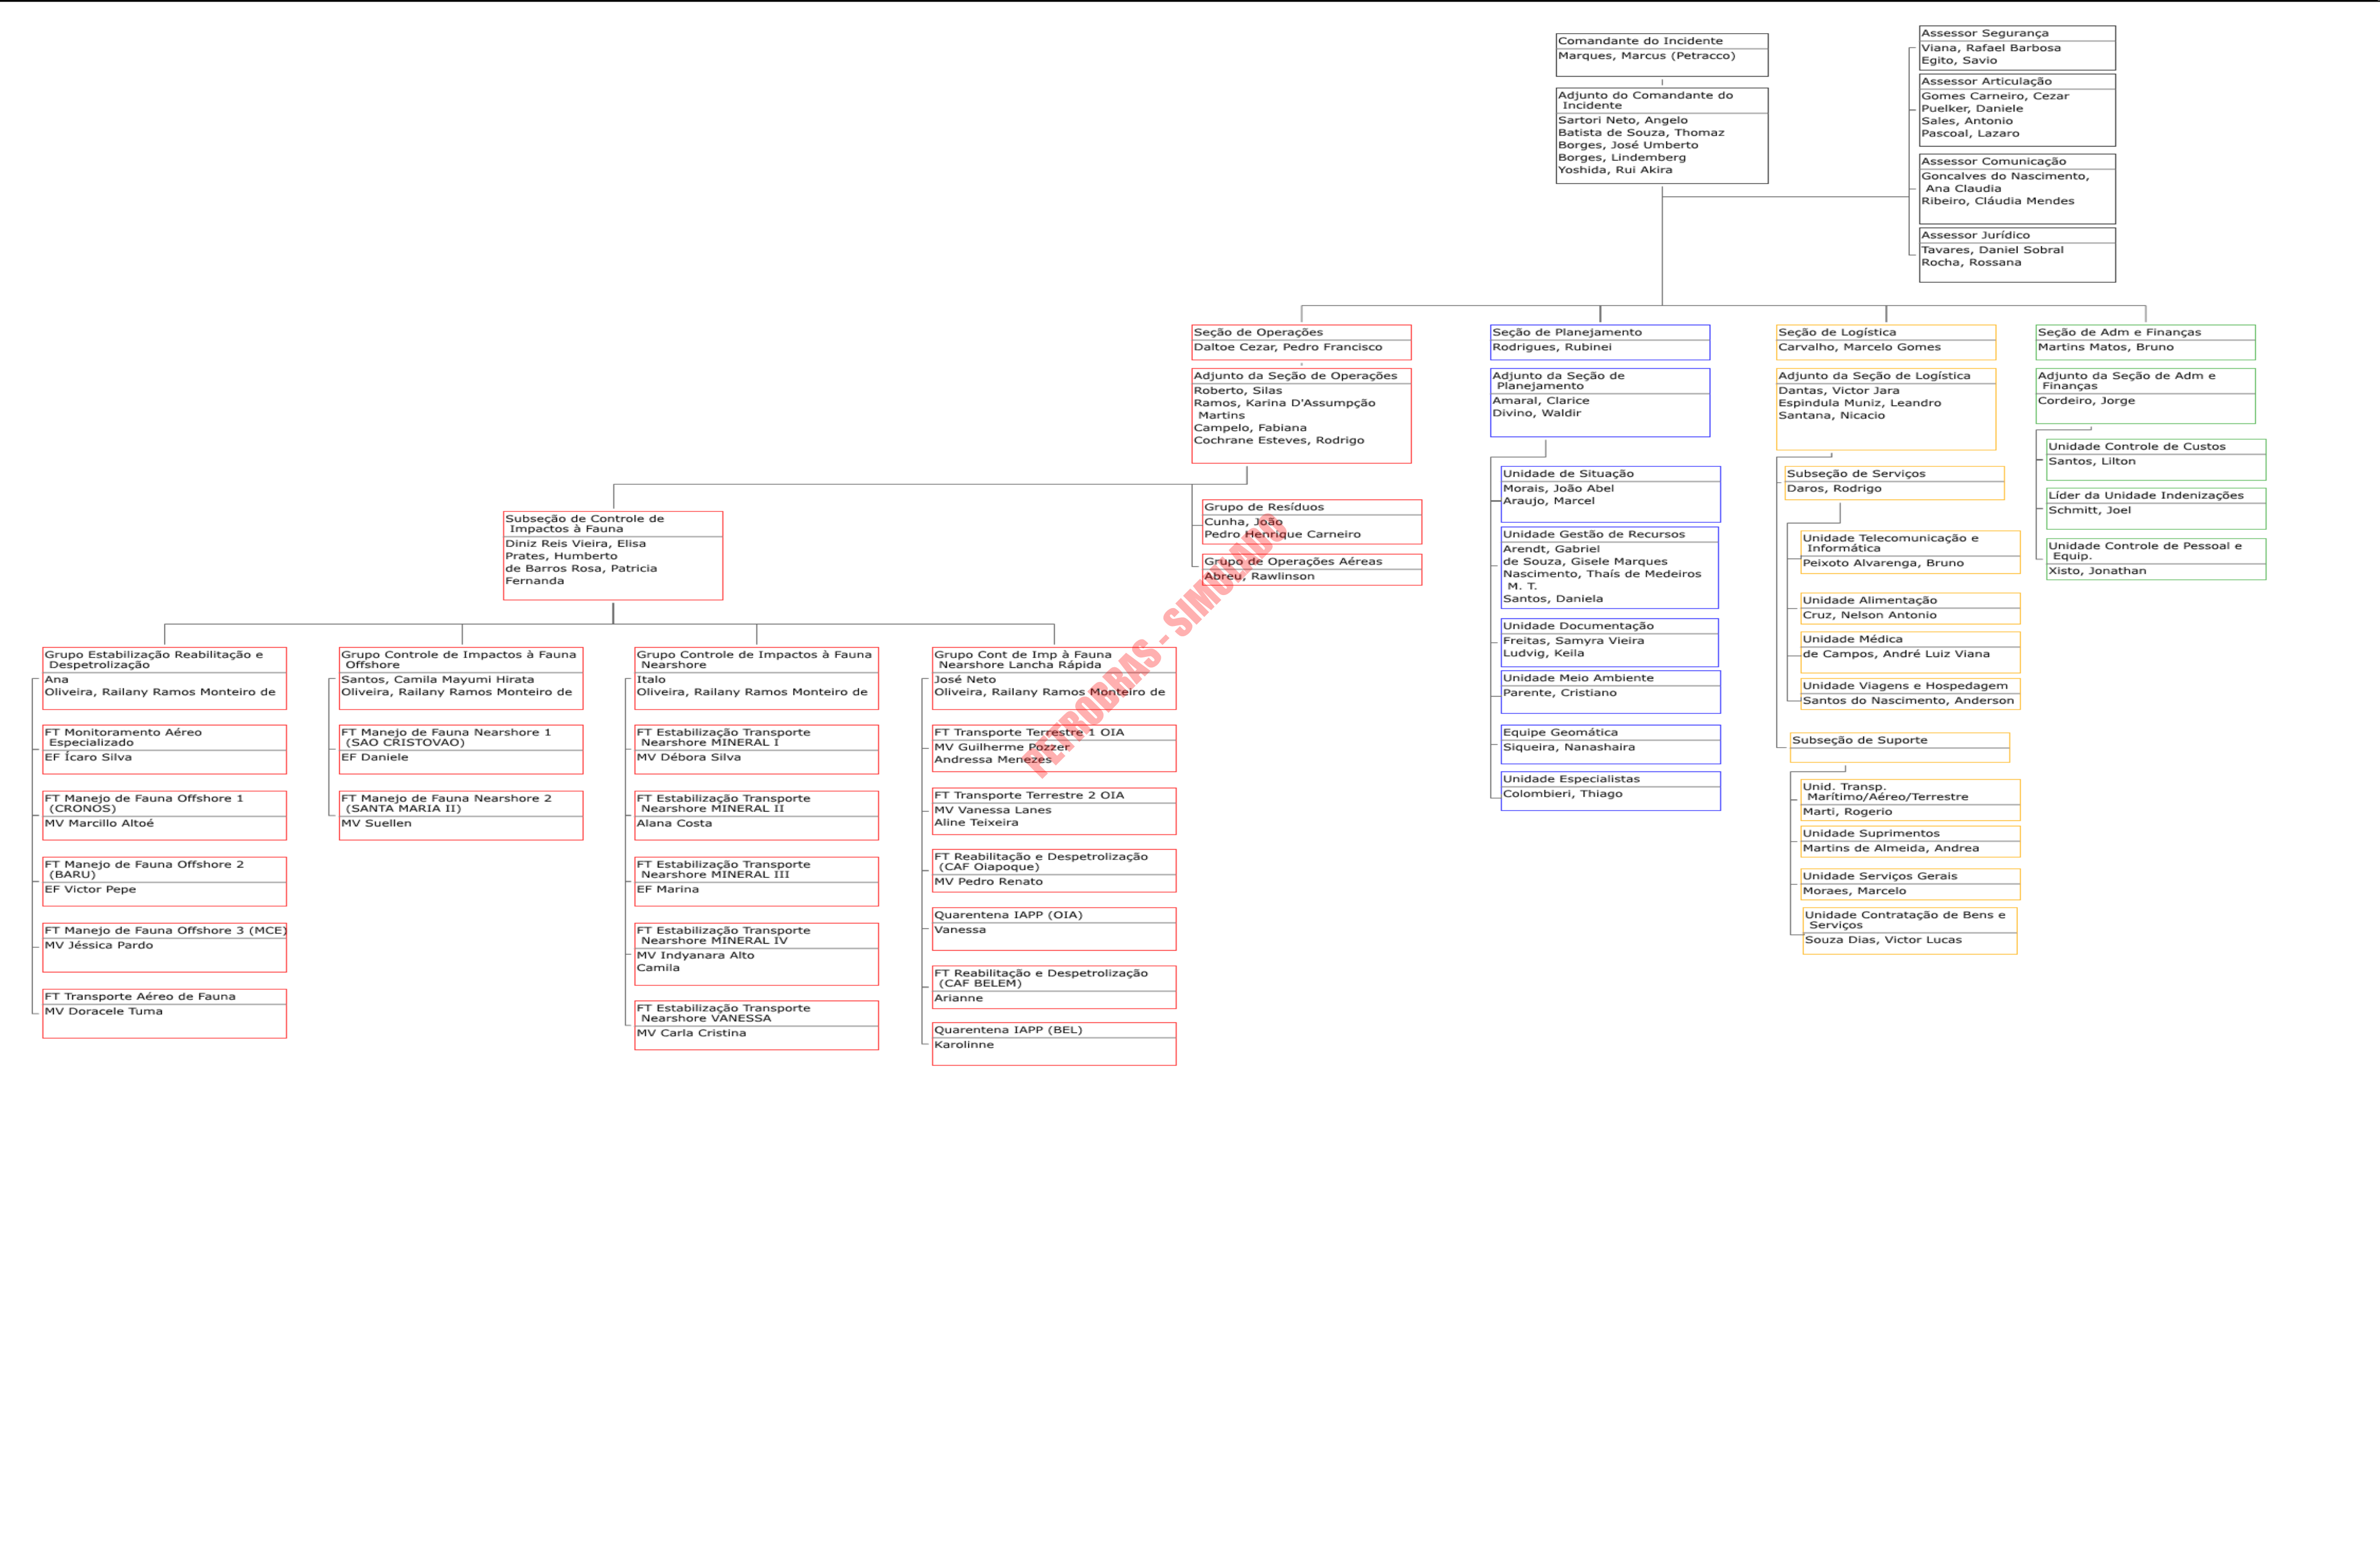 Comandante do Incidente
Marques, Marcus (Petracco)
Adjunto do Comandante do
Incidente
Sartori Neto, Angelo
Batista de Souza, Thomaz
Borges, José Umberto
Borges, Lindemberg
Yoshida, Rui Akira
Assessor Segurança
Viana, Rafael Barbosa
Egito, Savio
Assessor Articulação
Gomes Carneiro, Cezar
Puelker, Daniele
Sales, Antonio
Pascoal, Lazaro
Assessor Comunicação
Goncalves do Nascimento,
Ana Claudia
Ribeiro, Cláudia Mendes
Assessor Jurídico
Tavares, Daniel Sobral
Rocha, Rossana
Seção de Operações
Daltoe Cezar, Pedro Francisco
Adjunto da Seção de Operações
Roberto, Silas
Ramos, Karina D'Assumpção
Martins
Campelo, Fabiana
Cochrane Esteves, Rodrigo
Grupo de Resíduos
Cunha, João
Pedro Henrique Carneiro
Grupo de Operações Aéreas
Abreu, Rawlinson
Subseção de Controle de
Impactos à Fauna
Diniz Reis Vieira, Elisa
Prates, Humberto
de Barros Rosa, Patricia
Fernanda
Grupo Estabilização Reabilitação e
Despetrolização
Ana
Oliveira, Railany Ramos Monteiro de
FT Monitoramento Aéreo
Especializado
EF Ícaro Silva
FT Manejo de Fauna Offshore 1
(CRONOS)
MV Marcillo Altoé
FT Manejo de Fauna Offshore 2
(BARU)
EF Victor Pepe
FT Manejo de Fauna Offshore 3 (MCE)
MV Jéssica Pardo
FT Transporte Aéreo de Fauna
MV Doracele Tuma
Grupo Controle de Impactos à Fauna
Offshore
Santos, Camila Mayumi Hirata
Oliveira, Railany Ramos Monteiro de
FT Manejo de Fauna Nearshore 1
(SAO CRISTOVAO)
EF Daniele
FT Manejo de Fauna Nearshore 2
(SANTA MARIA II)
MV Suellen
Grupo Controle de Impactos à Fauna
Nearshore
Italo
Oliveira, Railany Ramos Monteiro de
FT Estabilização Transporte
Nearshore MINERAL I
MV Débora Silva
FT Estabilização Transporte
Nearshore MINERAL II
Alana Costa
FT Estabilização Transporte
Nearshore MINERAL III
EF Marina
FT Estabilização Transporte
Nearshore MINERAL IV
MV Indyanara Alto
Camila
FT Estabilização Transporte
Nearshore VANESSA
MV Carla Cristina
Grupo Cont de Imp à Fauna
Nearshore Lancha Rápida
José Neto
Oliveira, Railany Ramos Monteiro de
FT Transporte Terrestre 1 OIA
MV Guilherme Pozzer
Andressa Menezes
FT Transporte Terrestre 2 OIA
MV Vanessa Lanes
Aline Teixeira
FT Reabilitação e Despetrolização
(CAF Oiapoque)
MV Pedro Renato
Quarentena IAPP (OIA)
Vanessa
FT Reabilitação e Despetrolização
(CAF BELEM)
Arianne
Quarentena IAPP (BEL)
Karolinne
PETROBRAS - SIMULADO
Seção de Planejamento
Rodrigues, Rubinei
Adjunto da Seção de
Planejamento
Amaral, Clarice
Divino, Waldir
Unidade de Situação
Morais, João Abel
Araujo, Marcel
Unidade Gestão de Recursos
Arendt, Gabriel
de Souza, Gisele Marques
Nascimento, Thaís de Medeiros
M. T.
Santos, Daniela
Unidade Documentação
Freitas, Samyra Vieira
Ludvig, Keila
Unidade Meio Ambiente
Parente, Cristiano
Equipe Geomática
Siqueira, Nanashaira
Unidade Especialistas
Colombieri, Thiago
Seção de Logística
Carvalho, Marcelo Gomes
Adjunto da Seção de Logística
Dantas, Victor Jara
Espindula Muniz, Leandro
Santana, Nicacio
Subseção de Serviços
Daros, Rodrigo
Unidade Telecomunicação e
Informática
Peixoto Alvarenga, Bruno
Unidade Alimentação
Cruz, Nelson Antonio
Unidade Médica
de Campos, André Luiz Viana
Unidade Viagens e Hospedagem
Santos do Nascimento, Anderson
Subseção de Suporte
Unid. Transp.
Marítimo/Aéreo/Terrestre
Marti, Rogerio
Unidade Suprimentos
Martins de Almeida, Andrea
Unidade Serviços Gerais
Moraes, Marcelo
Unidade Contratação de Bens e
Serviços
Souza Dias, Victor Lucas
Seção de Adm e Finanças
Martins Matos, Bruno
Adjunto da Seção de Adm e
Finanças
Cordeiro, Jorge
Unidade Controle de Custos
Santos, Lilton
Líder da Unidade Indenizações
Schmitt, Joel
Unidade Controle de Pessoal e
Equip.
Xisto, Jonathan